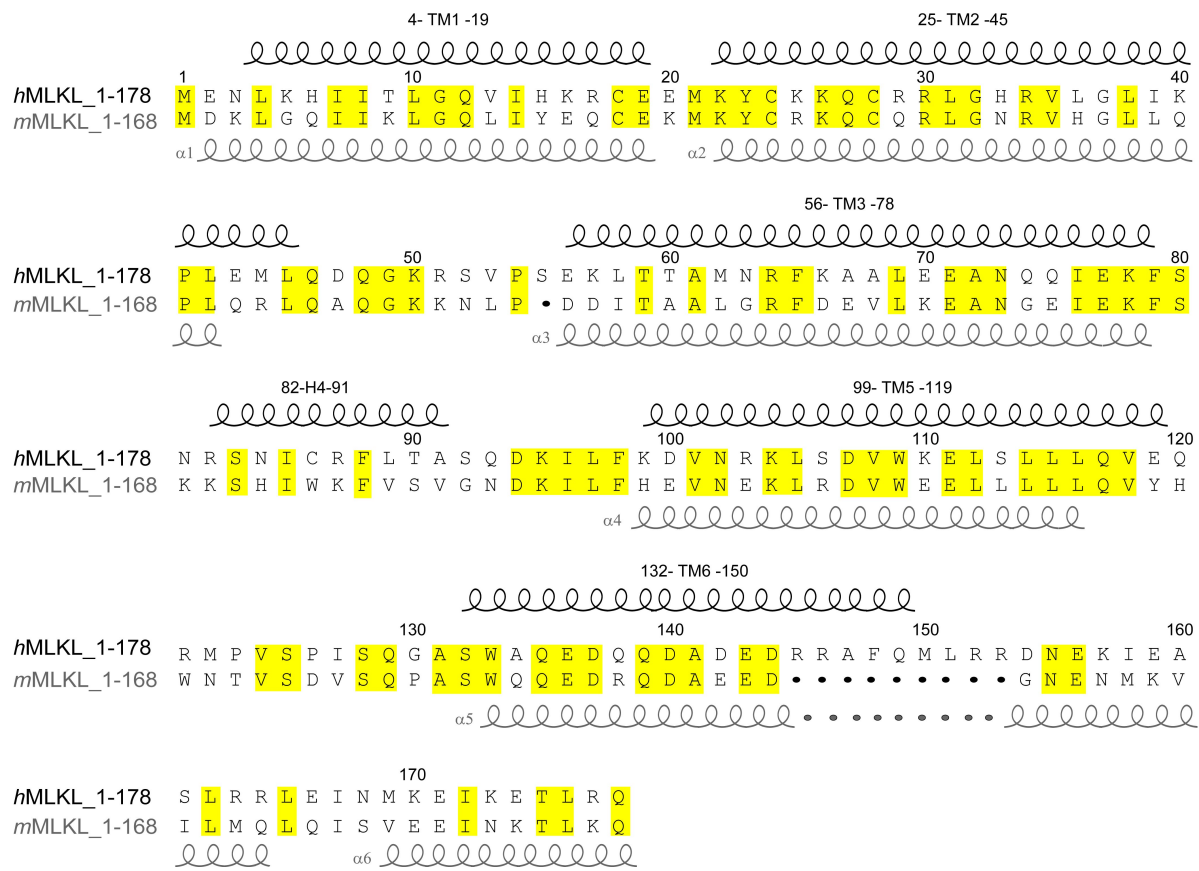 4- TM1 -19 25- TM2 -45
1 10 20 30 40
hMLKL_1-178 M E N L K H I I T L G Q V I H K R C E E M K Y C K K Q C R R L G H R V L G L I K
mMLKL_1-168 M D K L G Q I I K L G Q L I Y E Q C E K M K Y C R K Q C Q R L G N R V H G L L Q
α1 α2
56- TM3 -78
50 60 70 80
hMLKL_1-178 P L E M L Q D Q G K R S V P S E K L T T A M N R F K A A L E E A N Q Q I E K F S
mMLKL_1-168 P L Q R L Q A Q G K K N L P • D D I T A A L G R F D E V L K E A N G E I E K F S
α3
82-H4-91 99- TM5 -119
90 100 110 120
hMLKL_1-178 N R S N I C R F L T A S Q D K I L F K D V N R K L S D V W K E L S L L L Q V E Q
mMLKL_1-168 K K S H I W K F V S V G N D K I L F H E V N E K L R D V W E E L L L L L Q V Y H
α4
132- TM6 -150
130 140 150 160
hMLKL_1-178 R M P V S P I S Q G A S W A Q E D Q Q D A D E D R R A F Q M L R R D N E K I E A
mMLKL_1-168 W N T V S D V S Q P A S W Q Q E D R Q D A E E D • • • • • • • • • G N E N M K V
α5 • • • • • • • •
170
hMLKL_1-178 S L R R L E I N M K E I K E T L R Q
mMLKL_1-168 I L M Q L Q I S V E E I N K T L K Q
α6